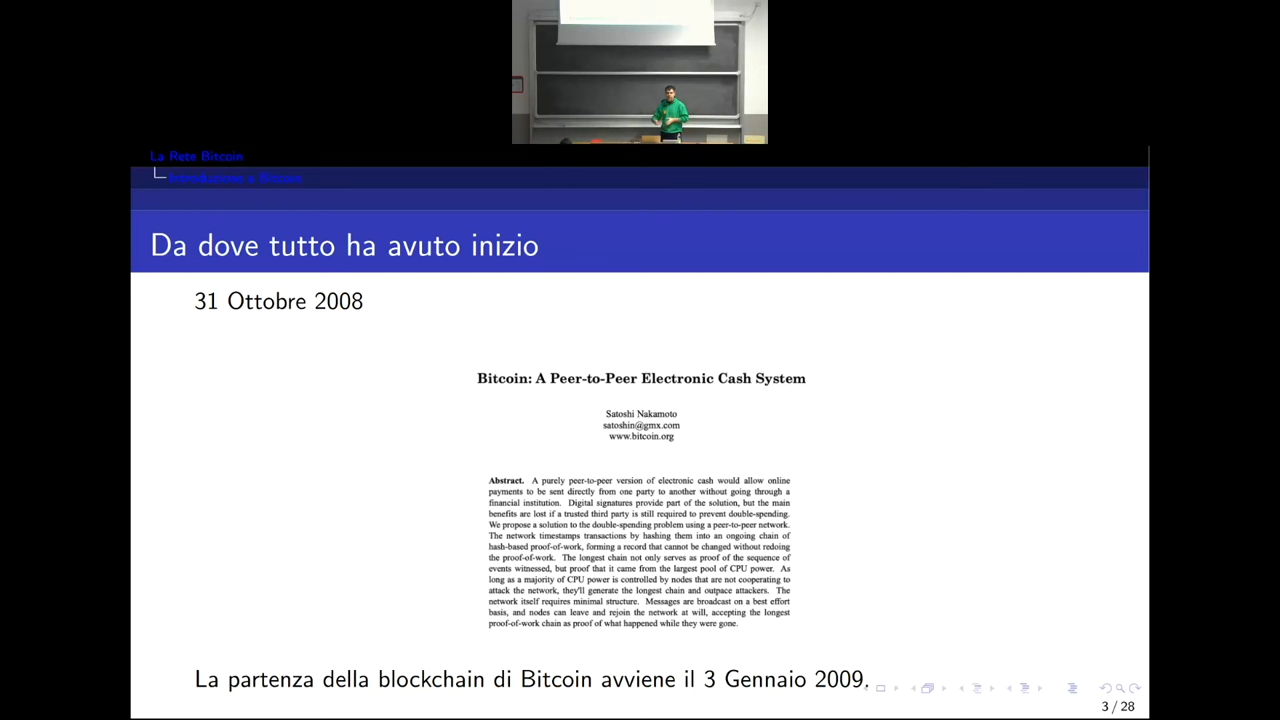 La Rete Bitcoin
Introduzione a Bitcoin
Da dove tutto ha avuto inizio
31 Ottobre 2008
Bitcoin: A Peer-to-Peer Electronic Cash System
Satoshi Nakamoto
satoshin@gmx.com
www.bitcoin.org
Abstract. A purely peer-to-peer version of electronic cash would allow online
payments to be sent directly from one party to another without going through a
financial institution. Digital signatures provide part of the solution, but the main
benefits are lost if a trusted third party is still required to prevent double-spending.
We propose a solution to the double-spending problem using a peer-to-peer network.
The network timestamps transactions by hashing them into an ongoing chain of
hash-based proof-of-work, forming a record that cannot be changed without redoing
the proof-of-work. The longest chain not only serves as proof of the sequence of
events witnessed, but proof that it came from the largest pool of CPU power. As
long as a majority of CPU power is controlled by nodes that are not cooperating to
attack the network, they'll generate the longest chain and outpace attackers. The
network itself requires minimal structure. Messages are broadcast on a best effort
basis, and nodes can leave and rejoin the network at will, accepting the longest
proof-of-work chain as proof of what happened while they were gone.
La partenza della blockchain di Bitcoin avviene il 3 Gennaio 2009.
3 / 28